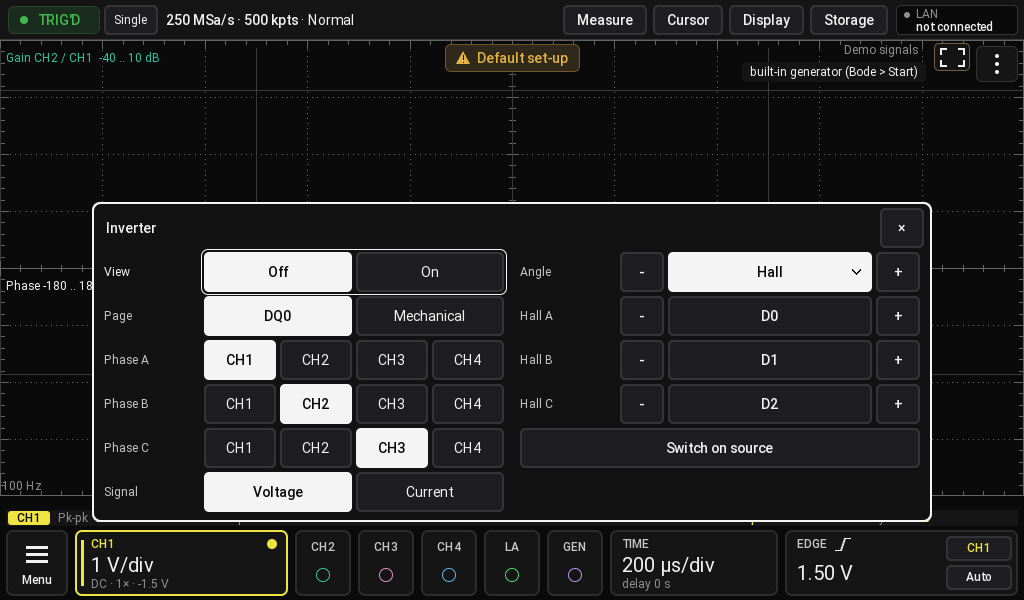 TRIG'D
Single
250 MSa/s · 500 kpts · Normal
Measure
Cursor
Display
Storage
LAN
not connected
Gain CH2 / CH1 -40 .. 10 dB
Default set-up
Demo signals
built-in generator (Bode > Start)
Inverter
×
View
Off
On
Angle
-
Hall
+
Phase -180 .. 18
Page
DQ0
Mechanical
Hall A
-
D0
+
Phase A
CH1
CH2
CH3
CH4
Hall B
-
D1
+
Phase B
CH1
CH2
CH3
CH4
Hall C
-
D2
+
Phase C
CH1
CH2
CH3
CH4
Switch on source
100 Hz
Signal
Voltage
Current
CH1
Pk-pk
Menu
CH1
1 V/div
DC · 1× · -1.5 V
CH2
CH3
CH4
LA
GEN
TIME
200 µs/div
delay 0 s
EDGE
1.50 V
CH1
Auto